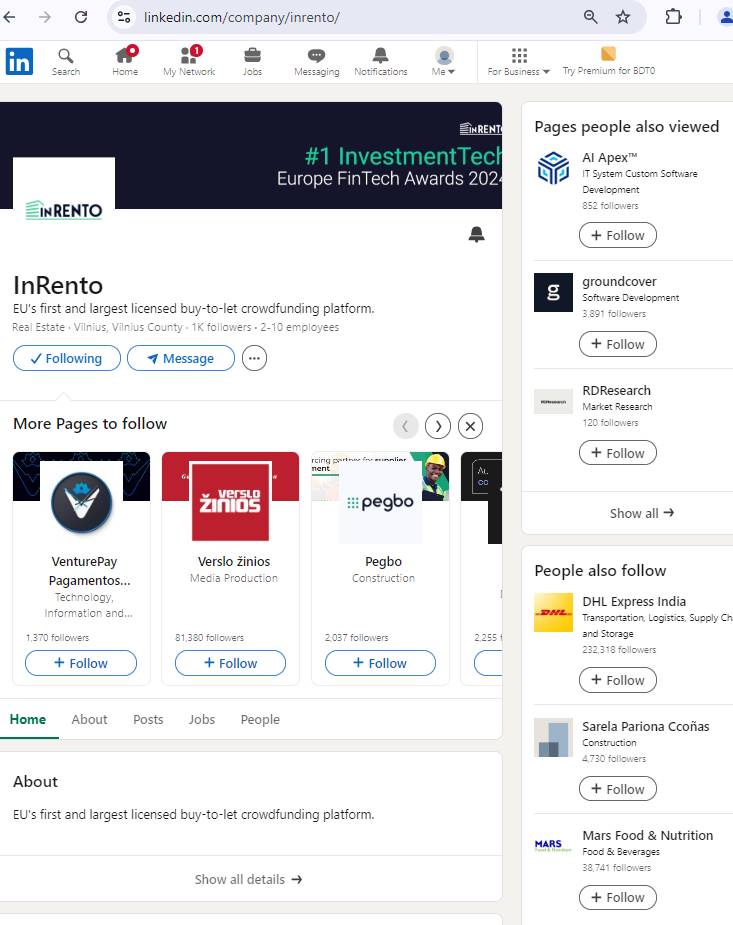 linkedin.com/company/inrento/
in
Search
Home
1
My Network
Jobs
Messaging
Notifications
Me
For Business
Try Premium for BDT0
INRENTO
#1 InvestmentTech
Europe FinTech Awards 2024
INRENTO
InRento
EU's first and largest licensed buy-to-let crowdfunding platform.
Real Estate · Vilnius, Vilnius County · 1K followers · 2-10 employees
Following
Message
More Pages to follow
VERSLO
ŽINIOS
rcing partner for supplier
ment
pegbo
Au
co
VenturePay
Pagamentos...
Technology,
Information and...
1,370 followers
+ Follow
Verslo žinios
Media Production
81,380 followers
+ Follow
Pegbo
Construction
2,037 followers
+ Follow
2,255 f
Home
About
Posts
Jobs
People
About
EU's first and largest licensed buy-to-let crowdfunding platform.
Show all details →
Pages people also viewed
AI Apex™
IT System Custom Software
Development
852 followers
+ Follow
g
groundcover
Software Development
3,891 followers
+ Follow
RDResearch
RDResearch
Market Research
120 followers
+ Follow
Show all →
People also follow
DHL
DHL Express India
Transportation, Logistics, Supply Ch
and Storage
232,318 followers
+ Follow
Sarela Pariona Ccoñas
Construction
4,730 followers
+ Follow
MARS
Food & Nutrition
Mars Food & Nutrition
Food & Beverages
38,741 followers
+ Follow